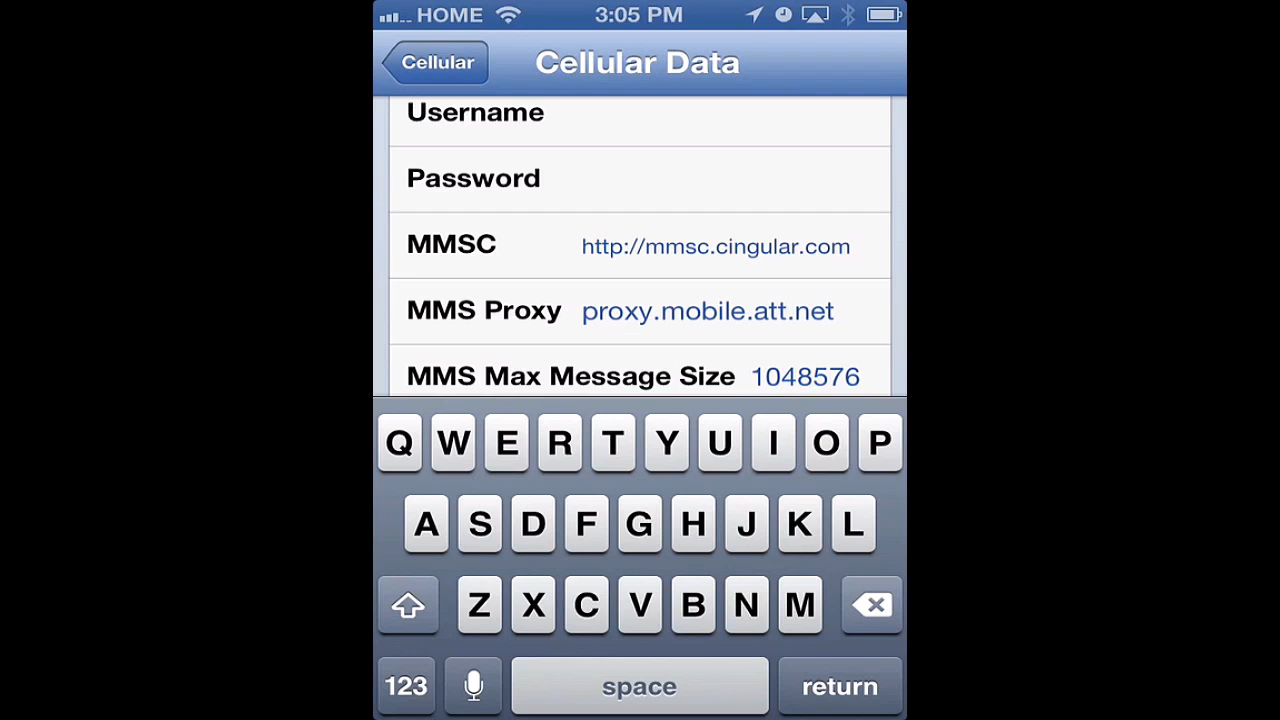 HOME 3:05 PM
Cellular Cellular Data
Username
Password
MMSC http://mmsc.cingular.com
MMS Proxy proxy.mobile.att.net
MMS Max Message Size 1048576
Q W E R T Y U I O P
A S D F G H J K L
Z X C V B N M
123 space return